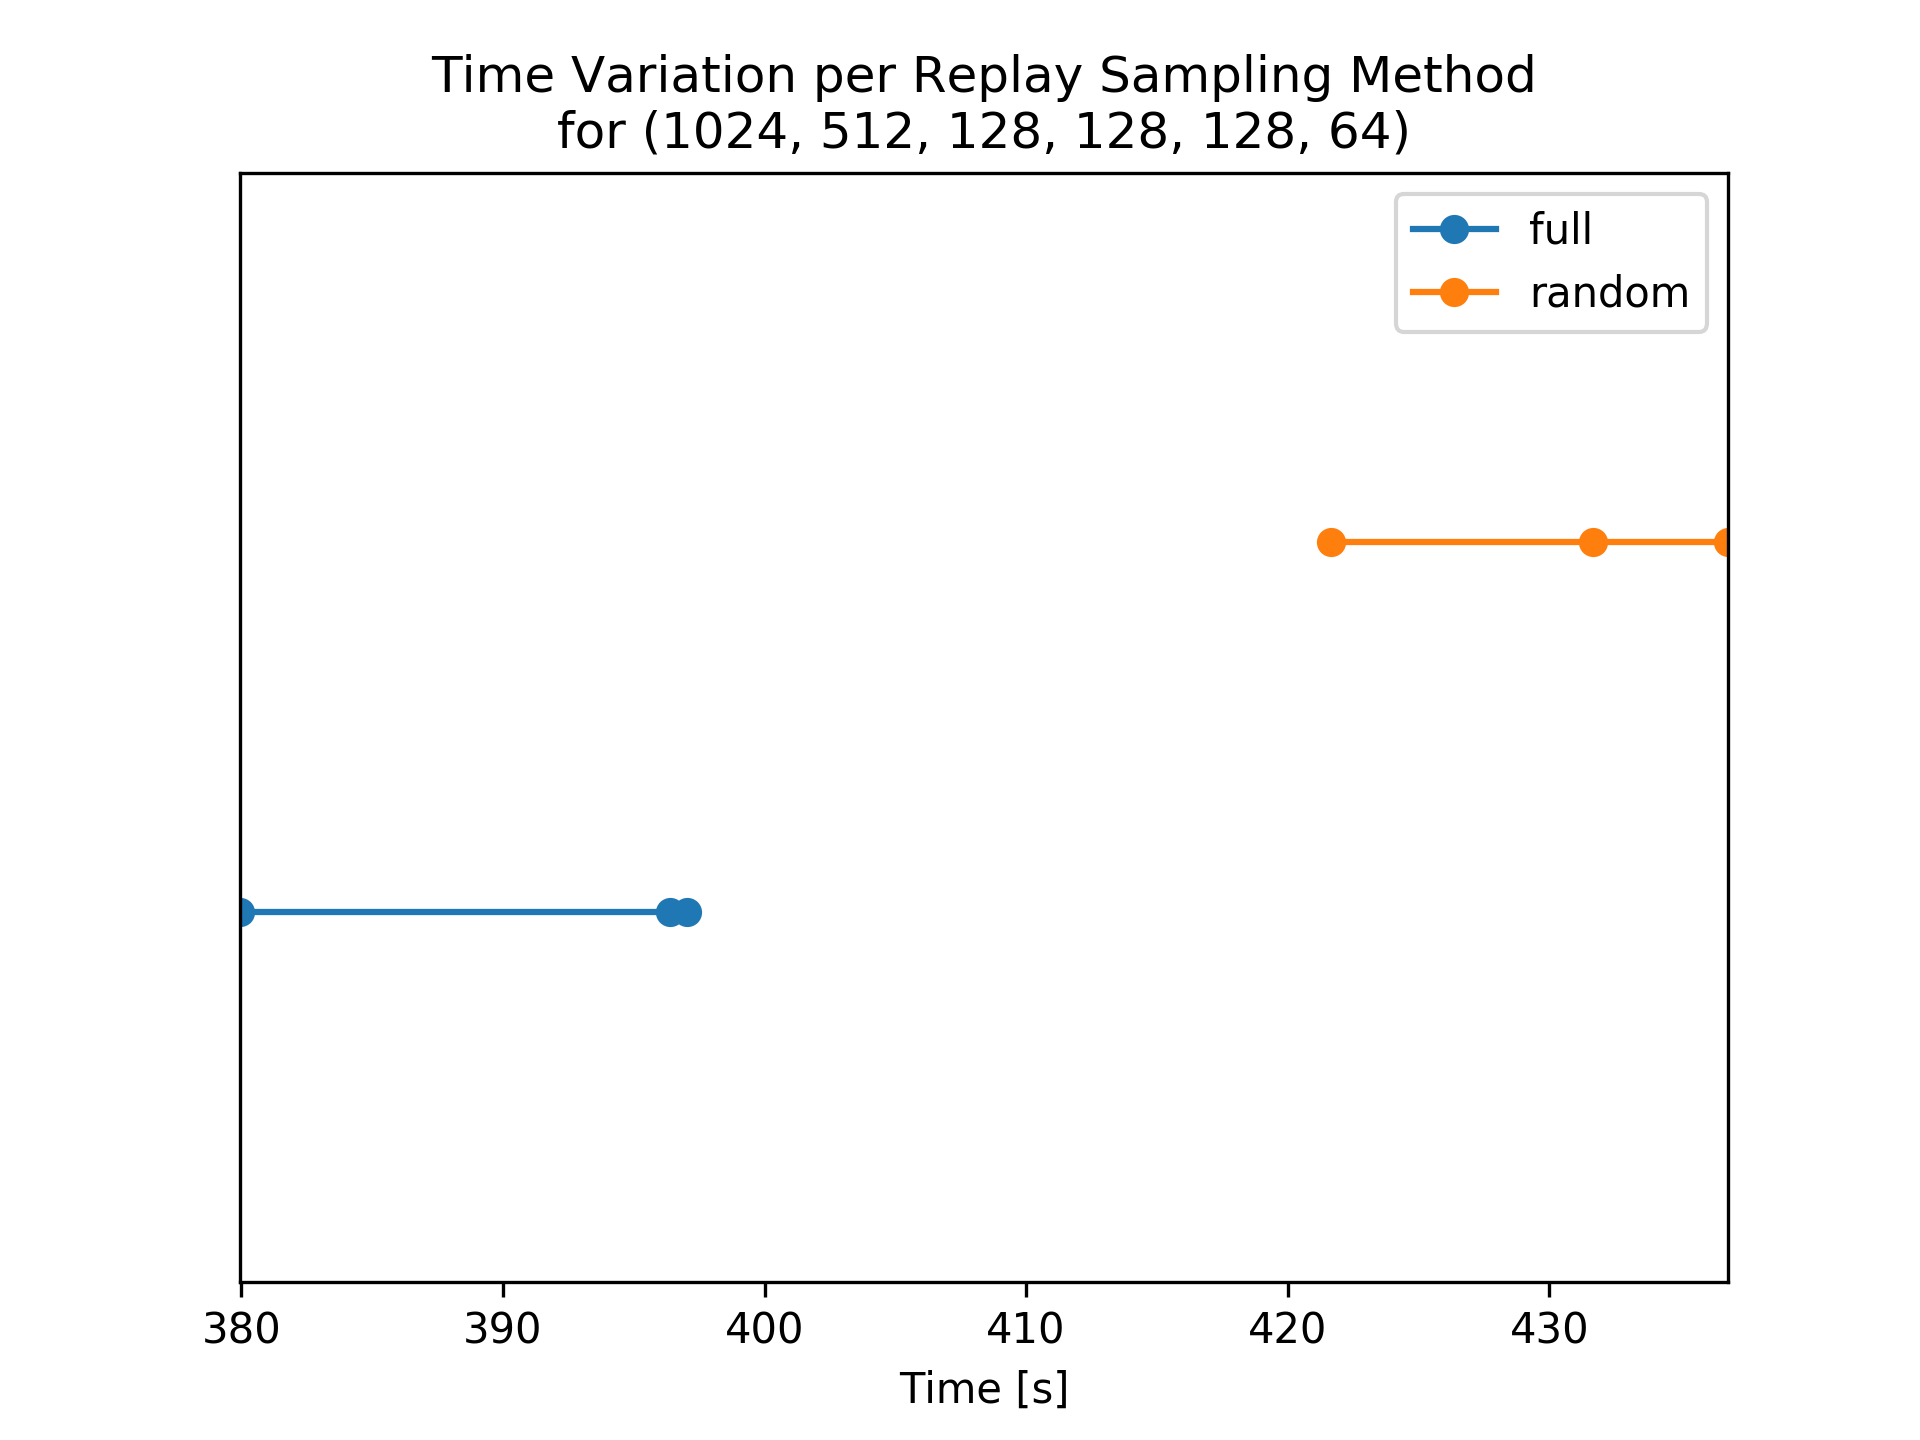 Time Variation per Replay Sampling Method
for (1024, 512, 128, 128, 128, 64)
full
random
380 390 400 410 420 430
Time [s]